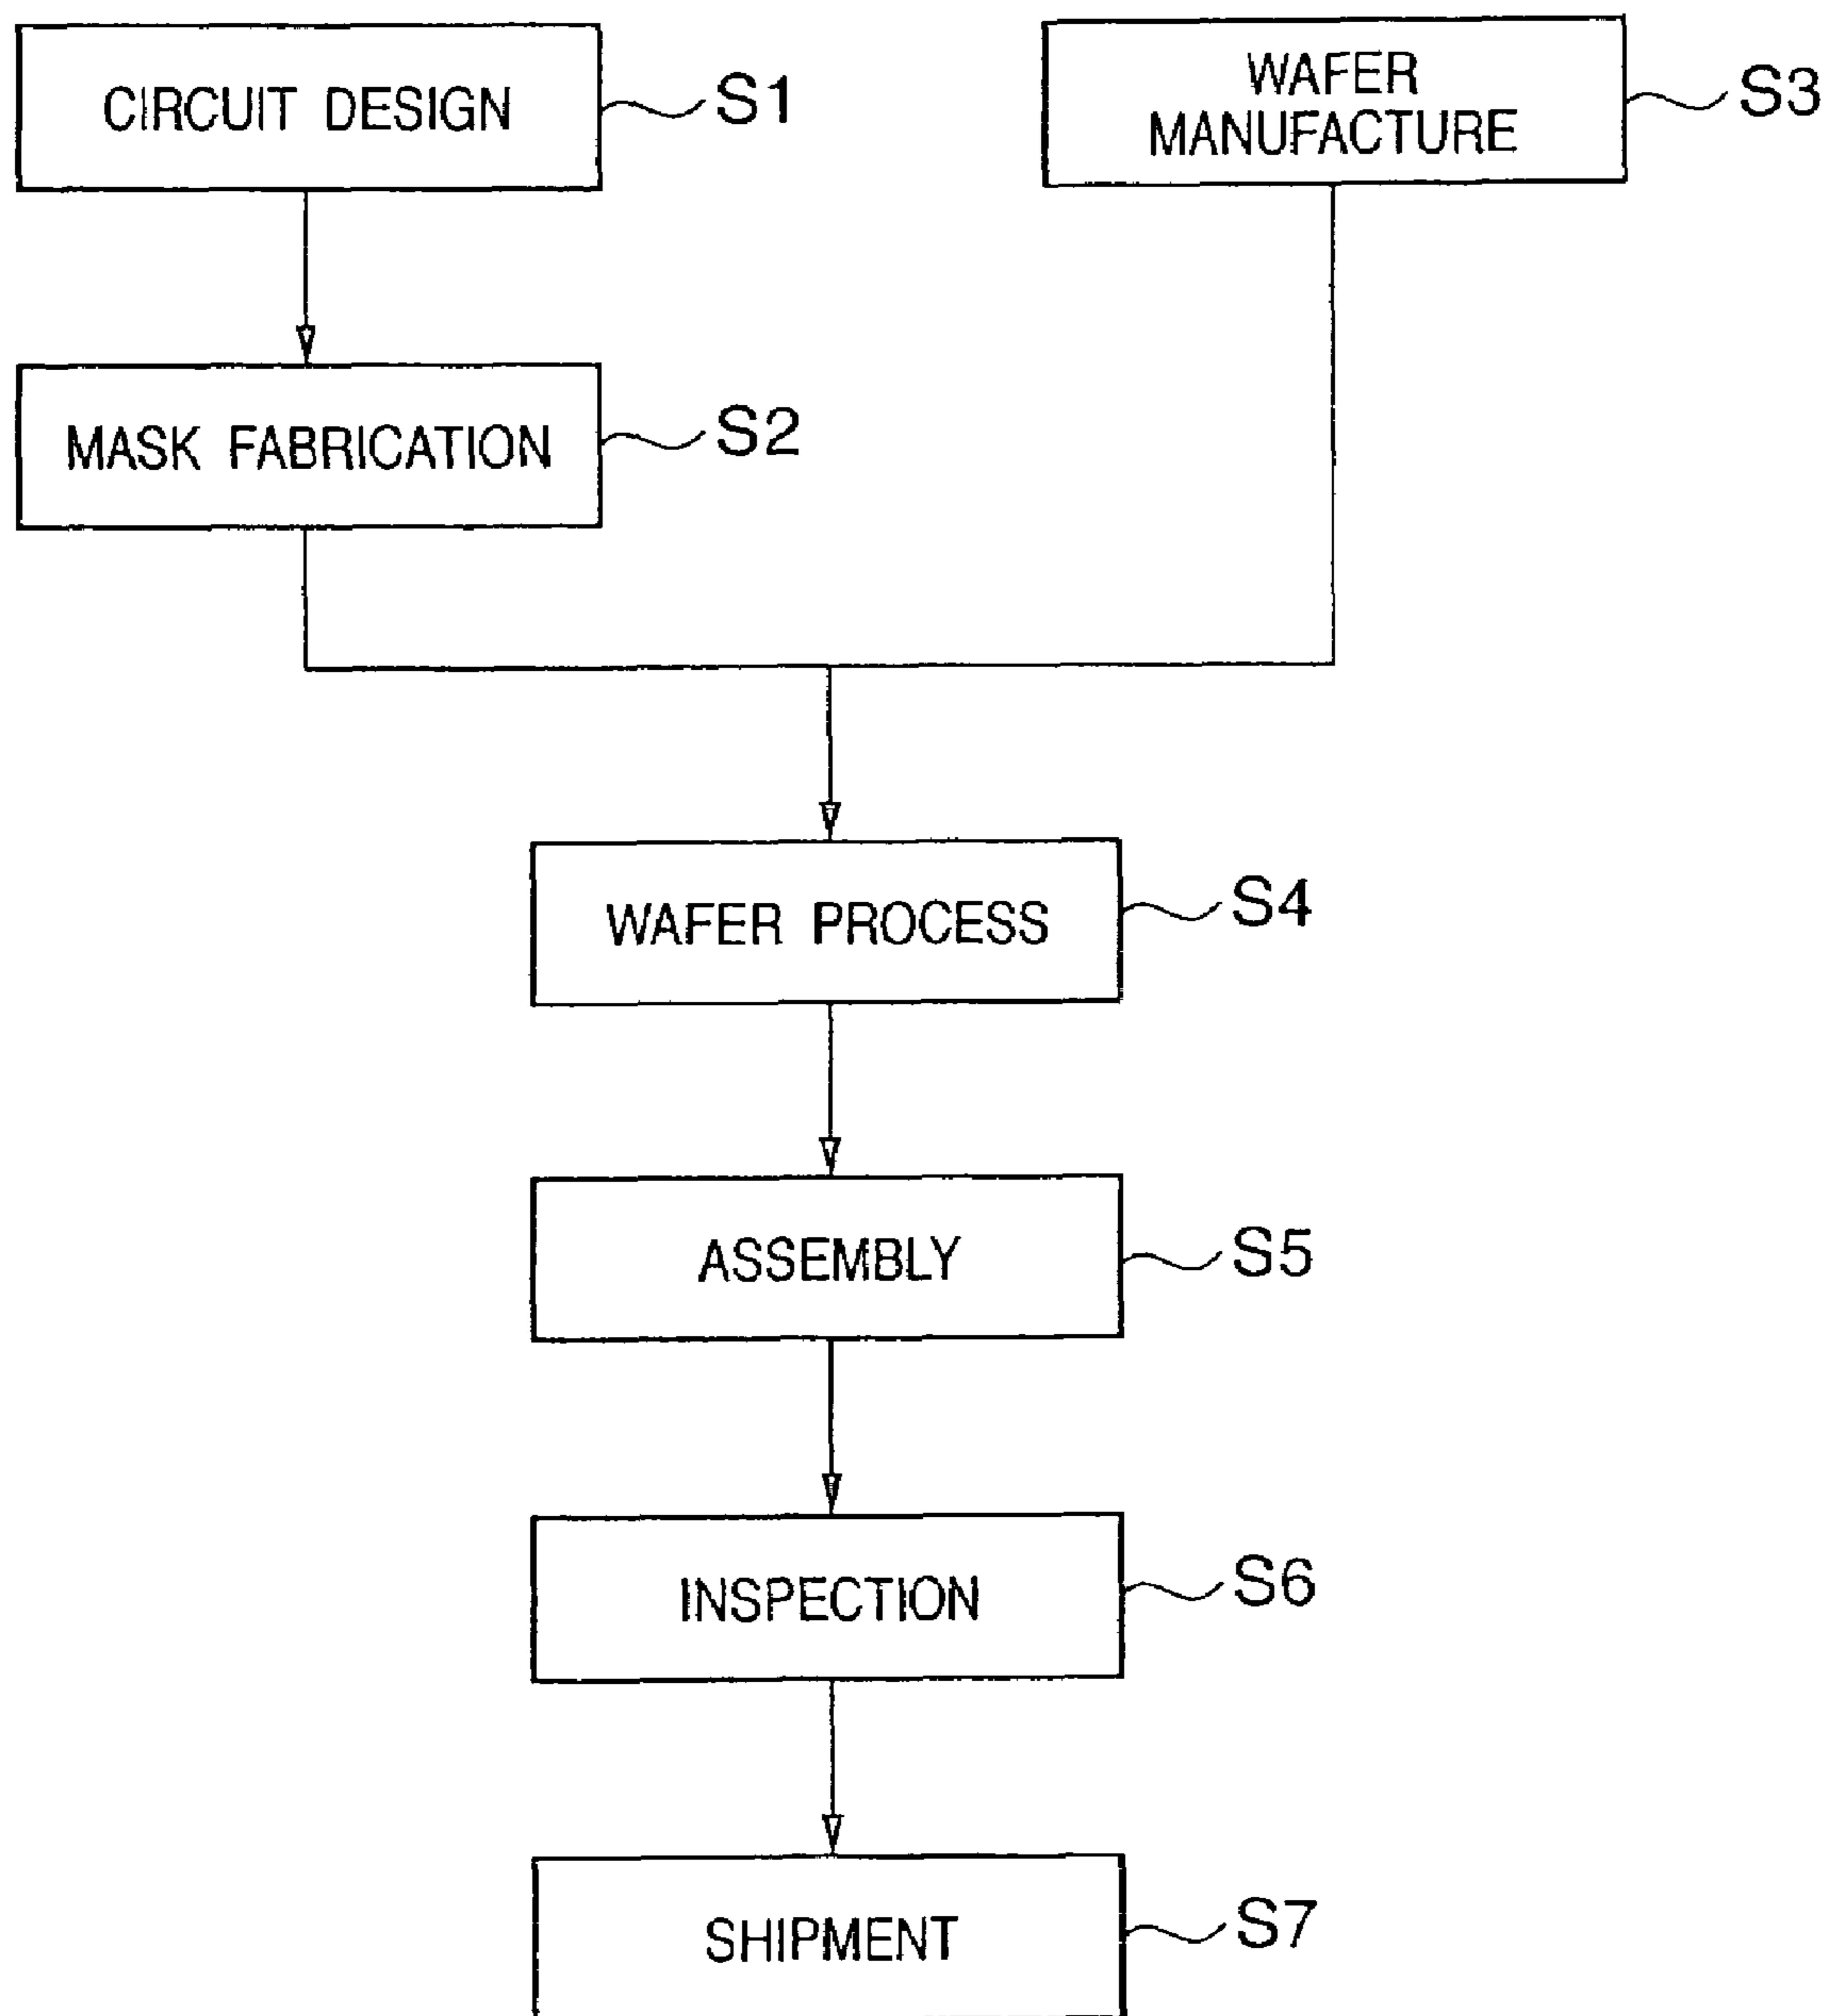 CIRCUIT DESIGN
S1
WAFER
MANUFACTURE
S3
MASK FABRICATION
S2
WAFER PROCESS
S4
ASSEMBLY
S5
INSPECTION
S6
SHIPMENT
S7